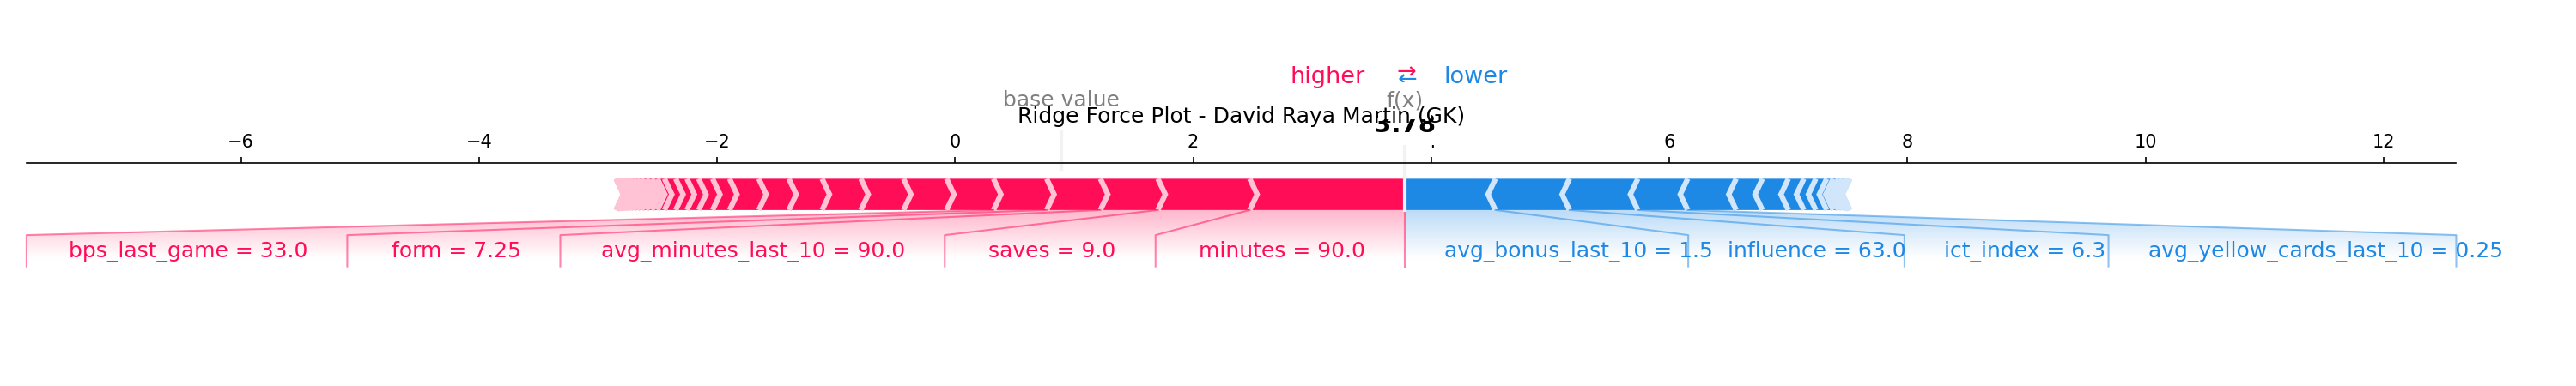 higher ⇄ lower
base value f(x)
Ridge Force Plot - David Raya Martin (GK)
3.78
−6 −4 −2 0 2 6 8 10 12
bps_last_game = 33.0 form = 7.25 avg_minutes_last_10 = 90.0 saves = 9.0 minutes = 90.0 avg_bonus_last_10 = 1.5 influence = 63.0 ict_index = 6.3 avg_yellow_cards_last_10 = 0.25